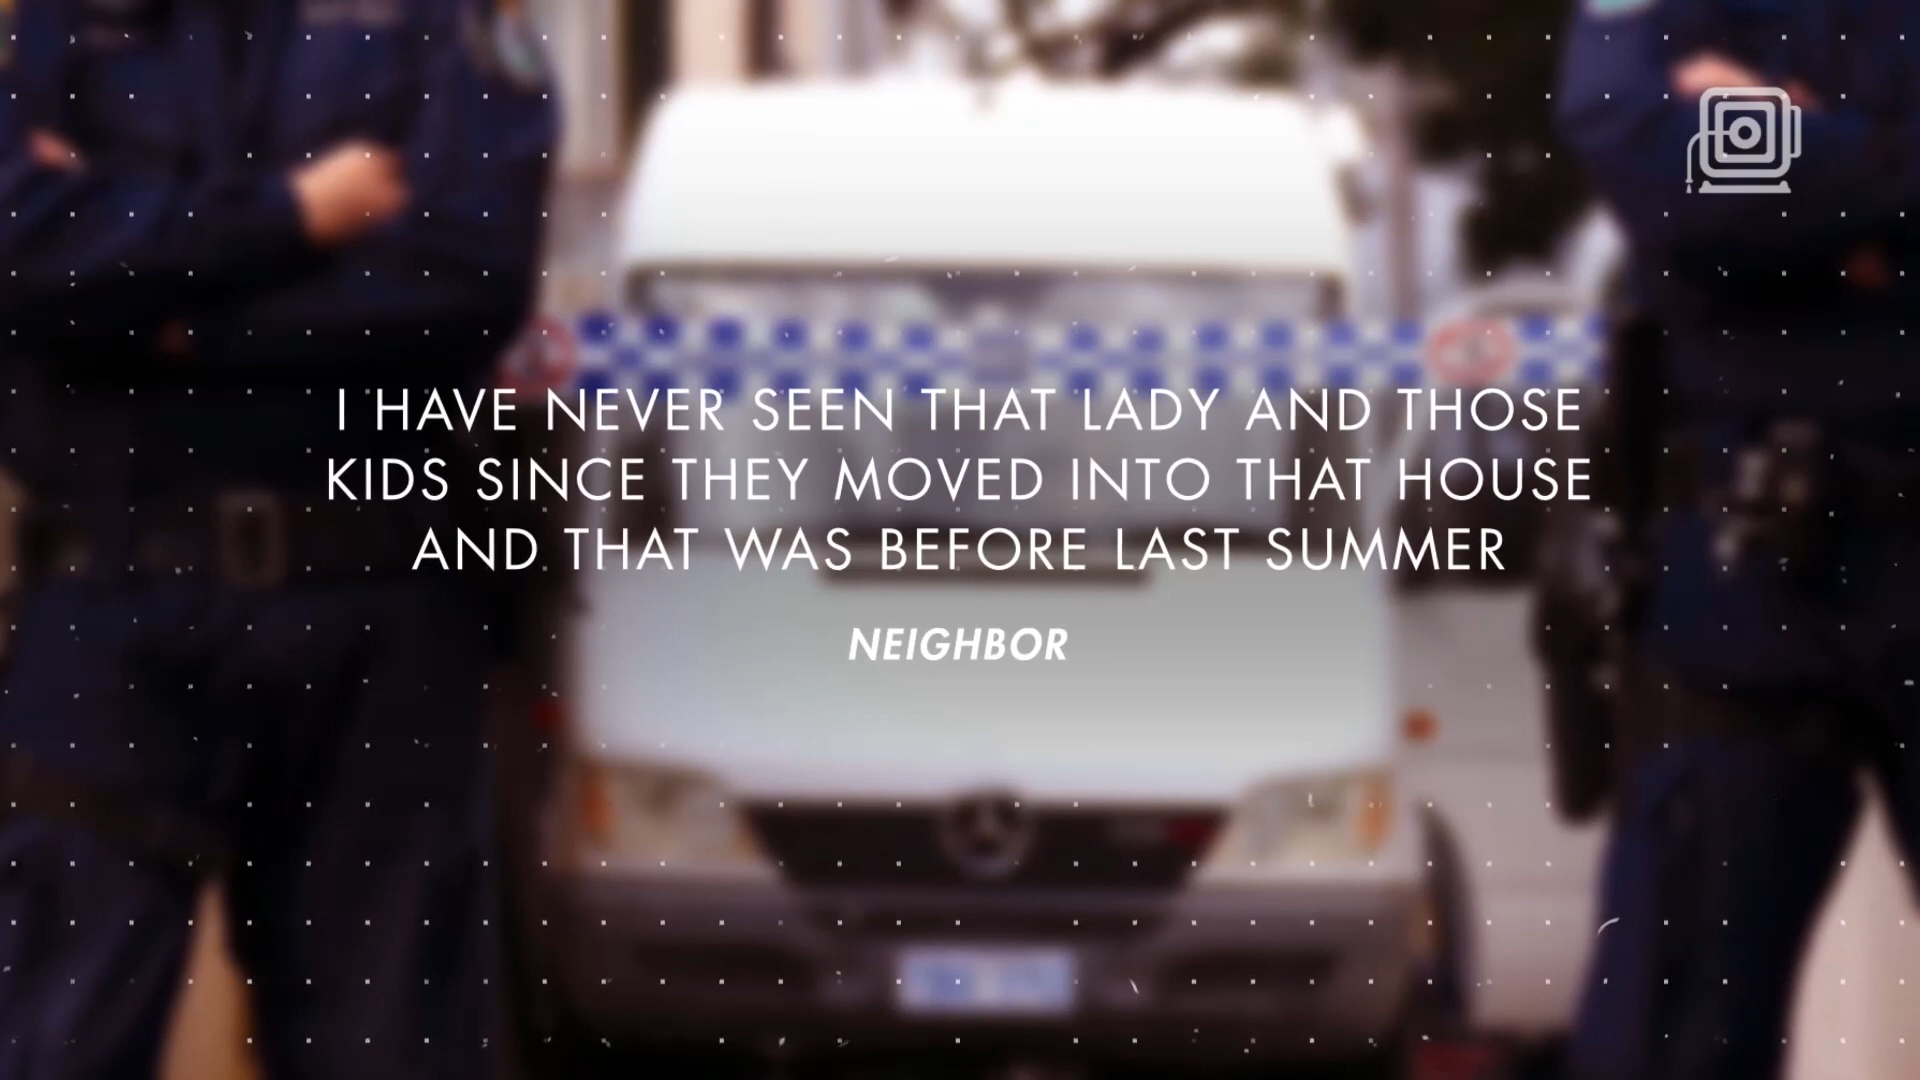 I HAVE NEVER SEEN THAT LADY AND THOSE
KIDS SINCE THEY MOVED INTO THAT HOUSE
AND THAT WAS BEFORE LAST SUMMER
NEIGHBOR